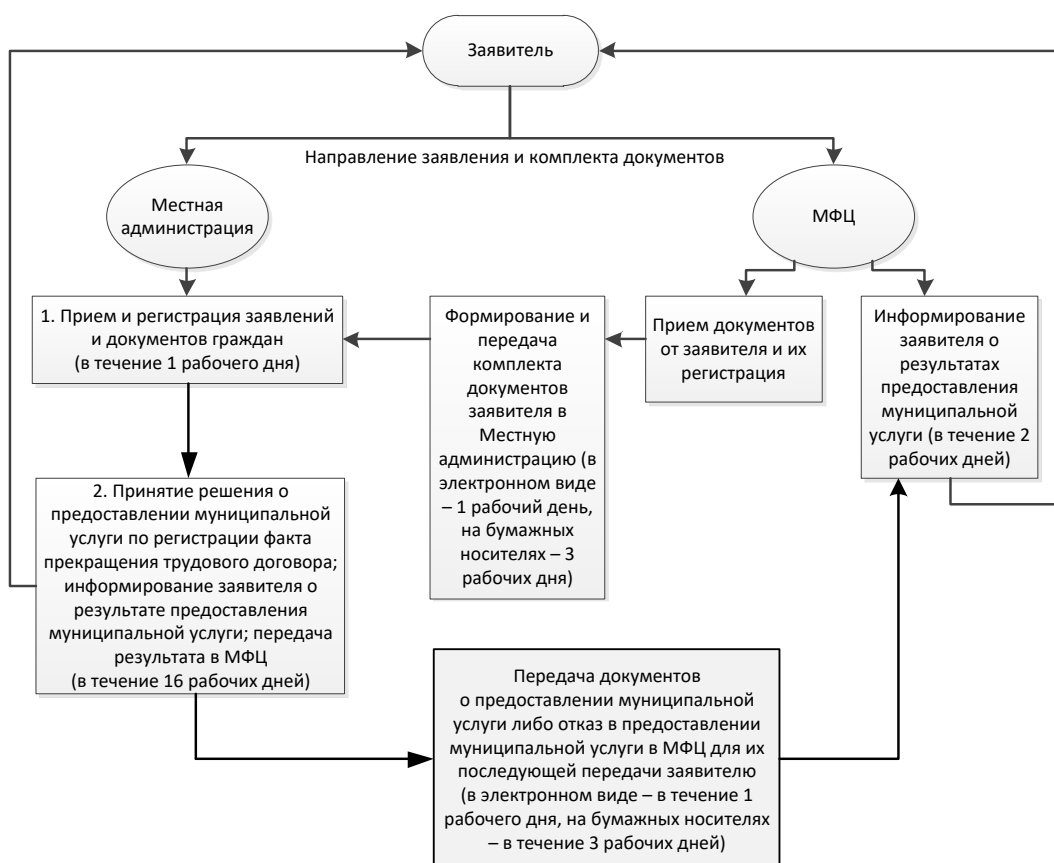 Заявитель
Направление заявления и комплекта документов
Местная
администрация
МФЦ
1. Прием и регистрация заявлений
и документов граждан
(в течение 1 рабочего дня)
Формирование и
передача
комплекта
документов
заявителя в
Местную
администрацию (в
электронном виде
– 1 рабочий день,
на бумажных
носителях – 3
рабочих дня)
Прием документов
от заявителя и их
регистрация
Информирование
заявителя о
результатах
предоставления
муниципальной
услуги (в течение 2
рабочих дней)
2. Принятие решения о
предоставлении муниципальной
услуги по регистрации факта
прекращения трудового договора;
информирование заявителя о
результате предоставления
муниципальной услуги; передача
результата в МФЦ
(в течение 16 рабочих дней)
Передача документов
о предоставлении муниципальной
услуги либо отказ в предоставлении
муниципальной услуги в МФЦ для их
последующей передачи заявителю
(в электронном виде – в течение 1
рабочего дня, на бумажных носителях
– в течение 3 рабочих дней)